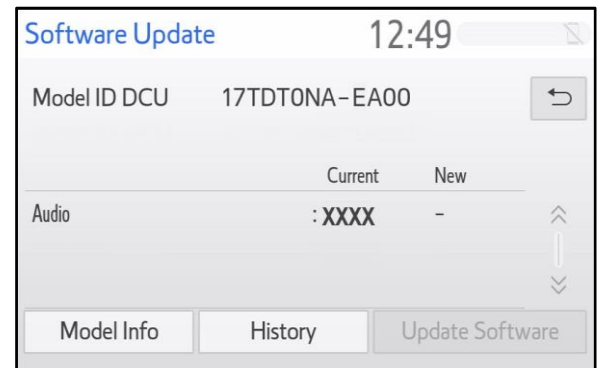 Software Update 12:49
Model ID DCU 17TDT0NA-EA00
Current New
Audio : XXXX -
Model Info History Update Software